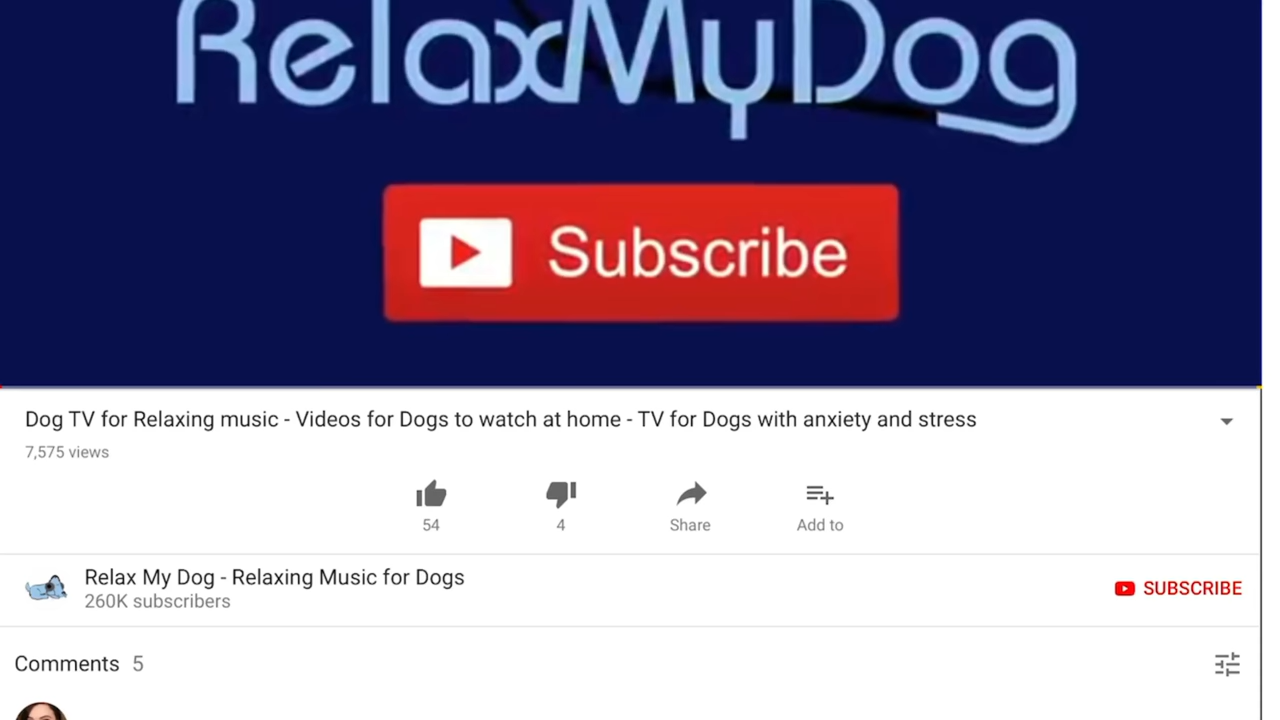 RelaxMyDog
Subscribe
Dog TV for Relaxing music - Videos for Dogs to watch at home - TV for Dogs with anxiety and stress
7,575 views
54
4
Share
Add to
Relax My Dog - Relaxing Music for Dogs
260K subscribers
SUBSCRIBE
Comments 5